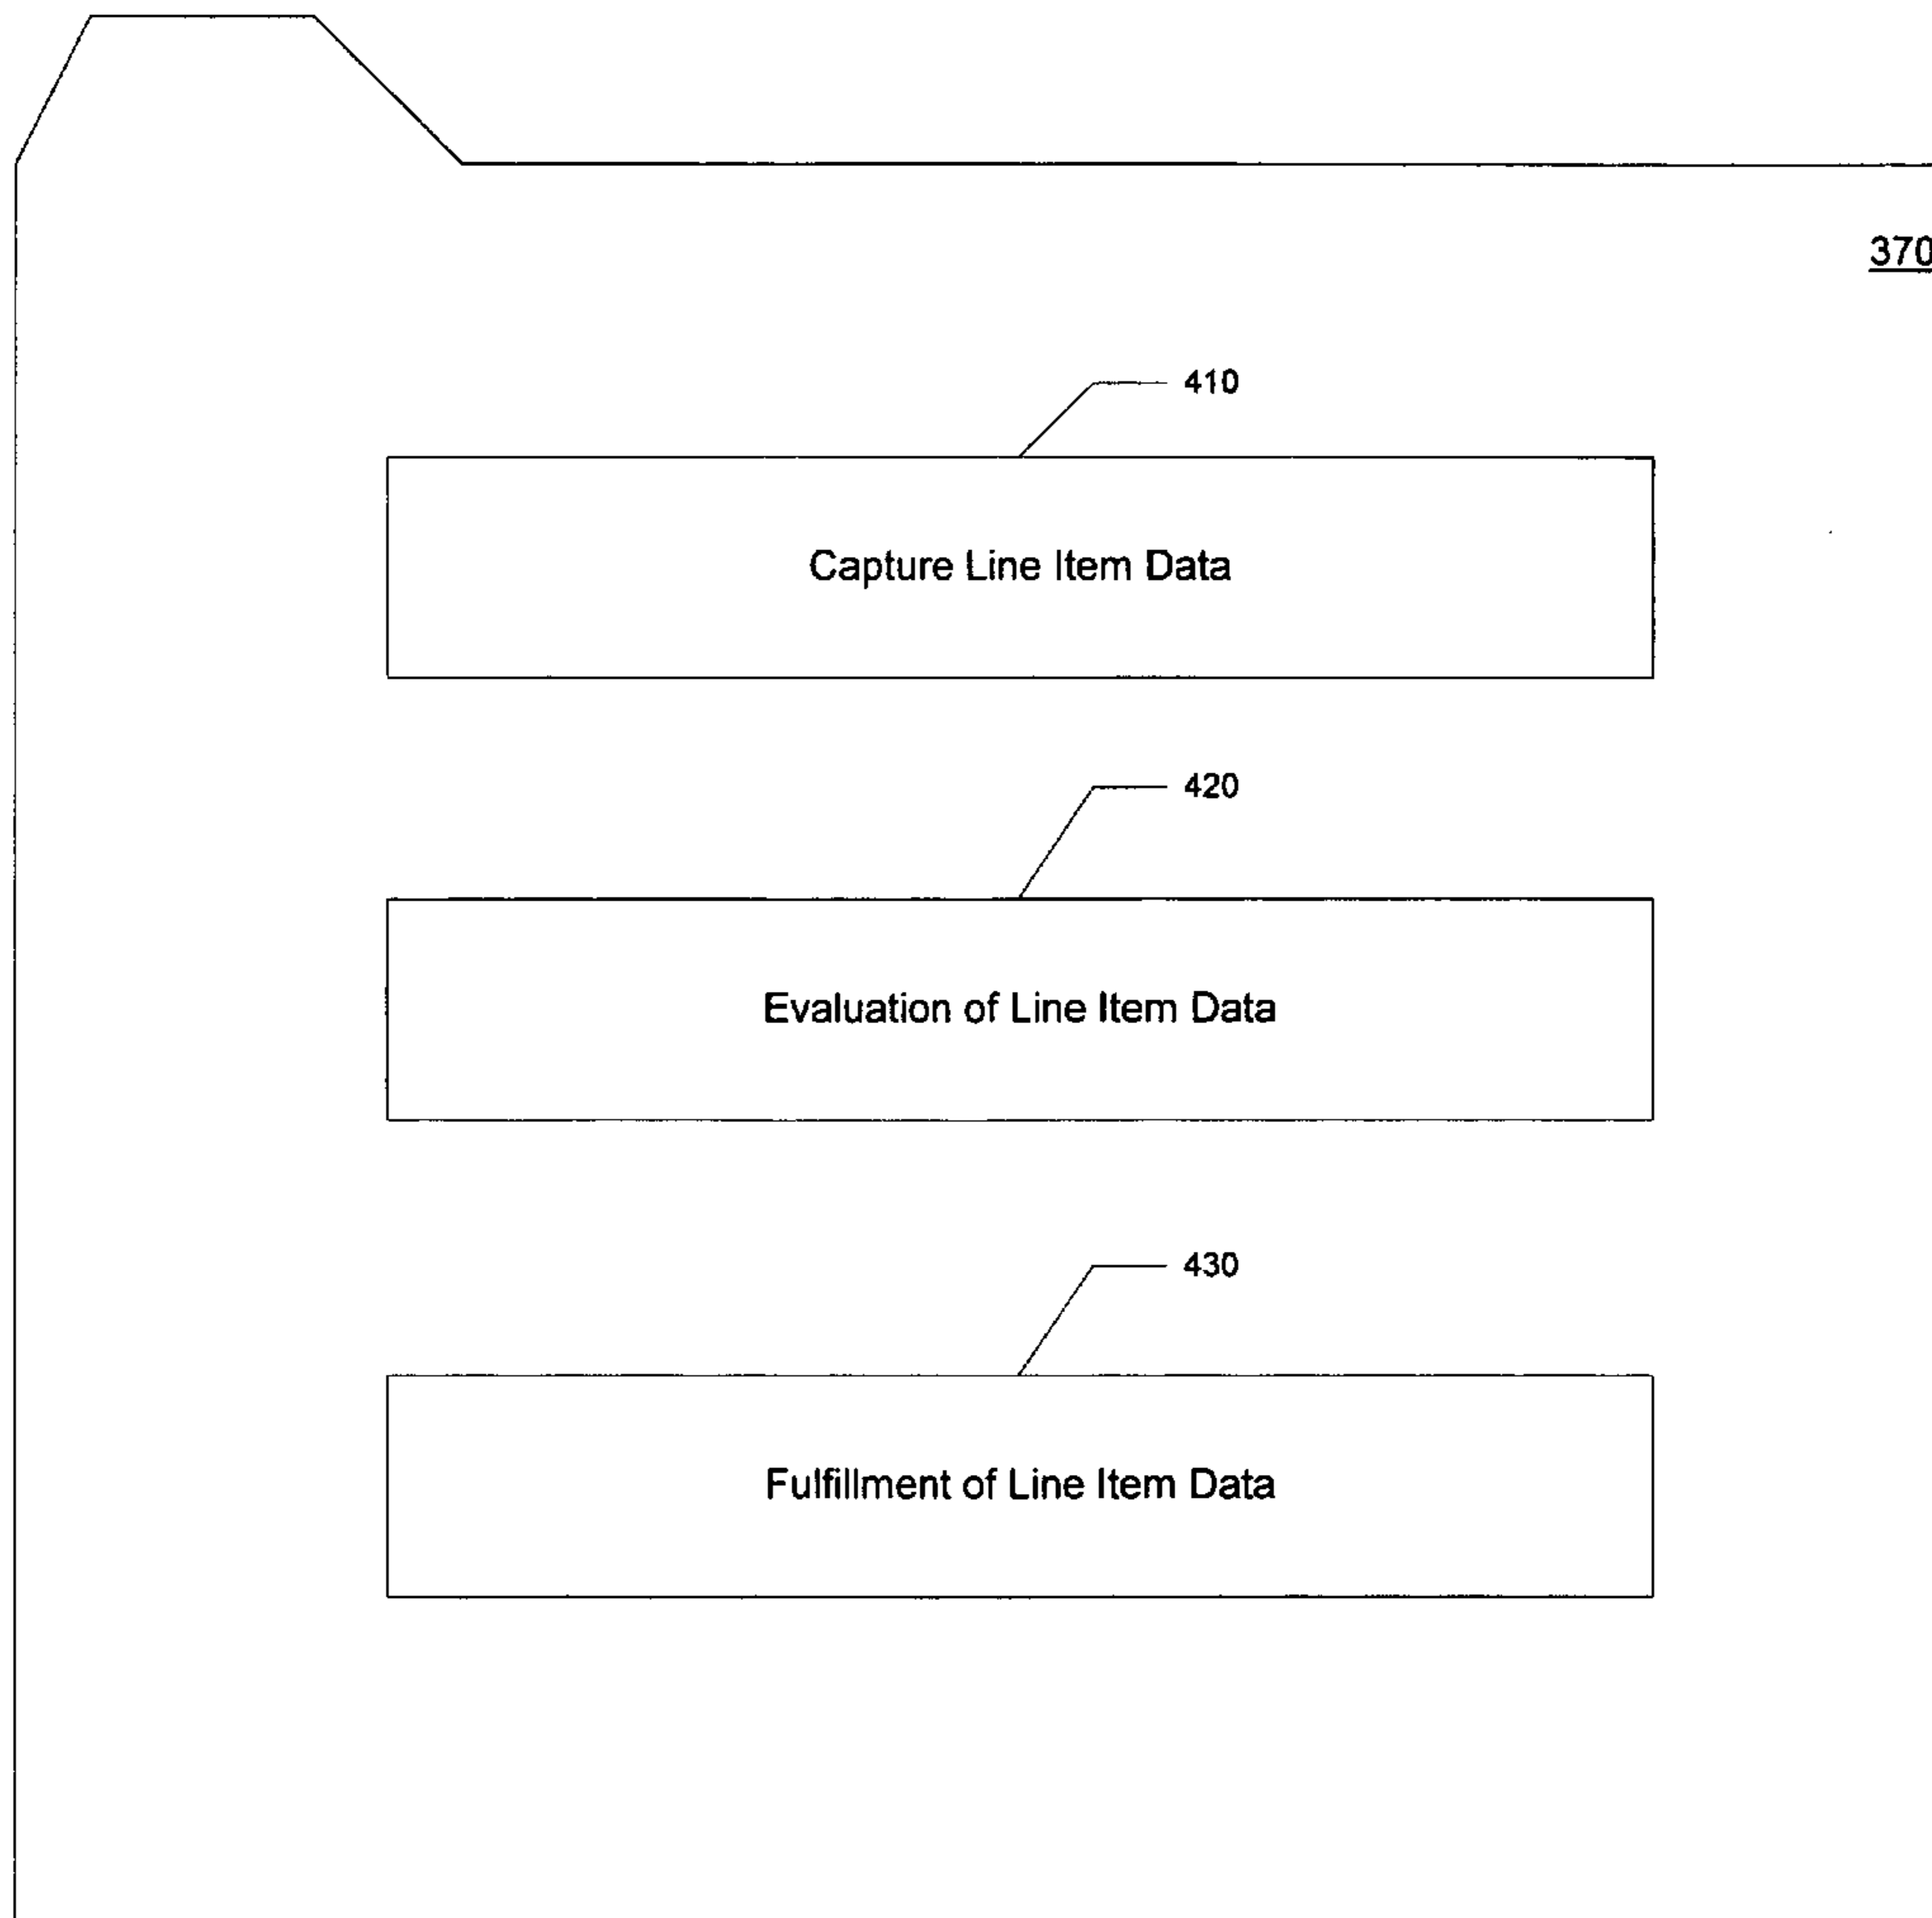 370
410
Capture Line Item Data
420
Evaluation of Line Item Data
430
Fulfillment of Line Item Data